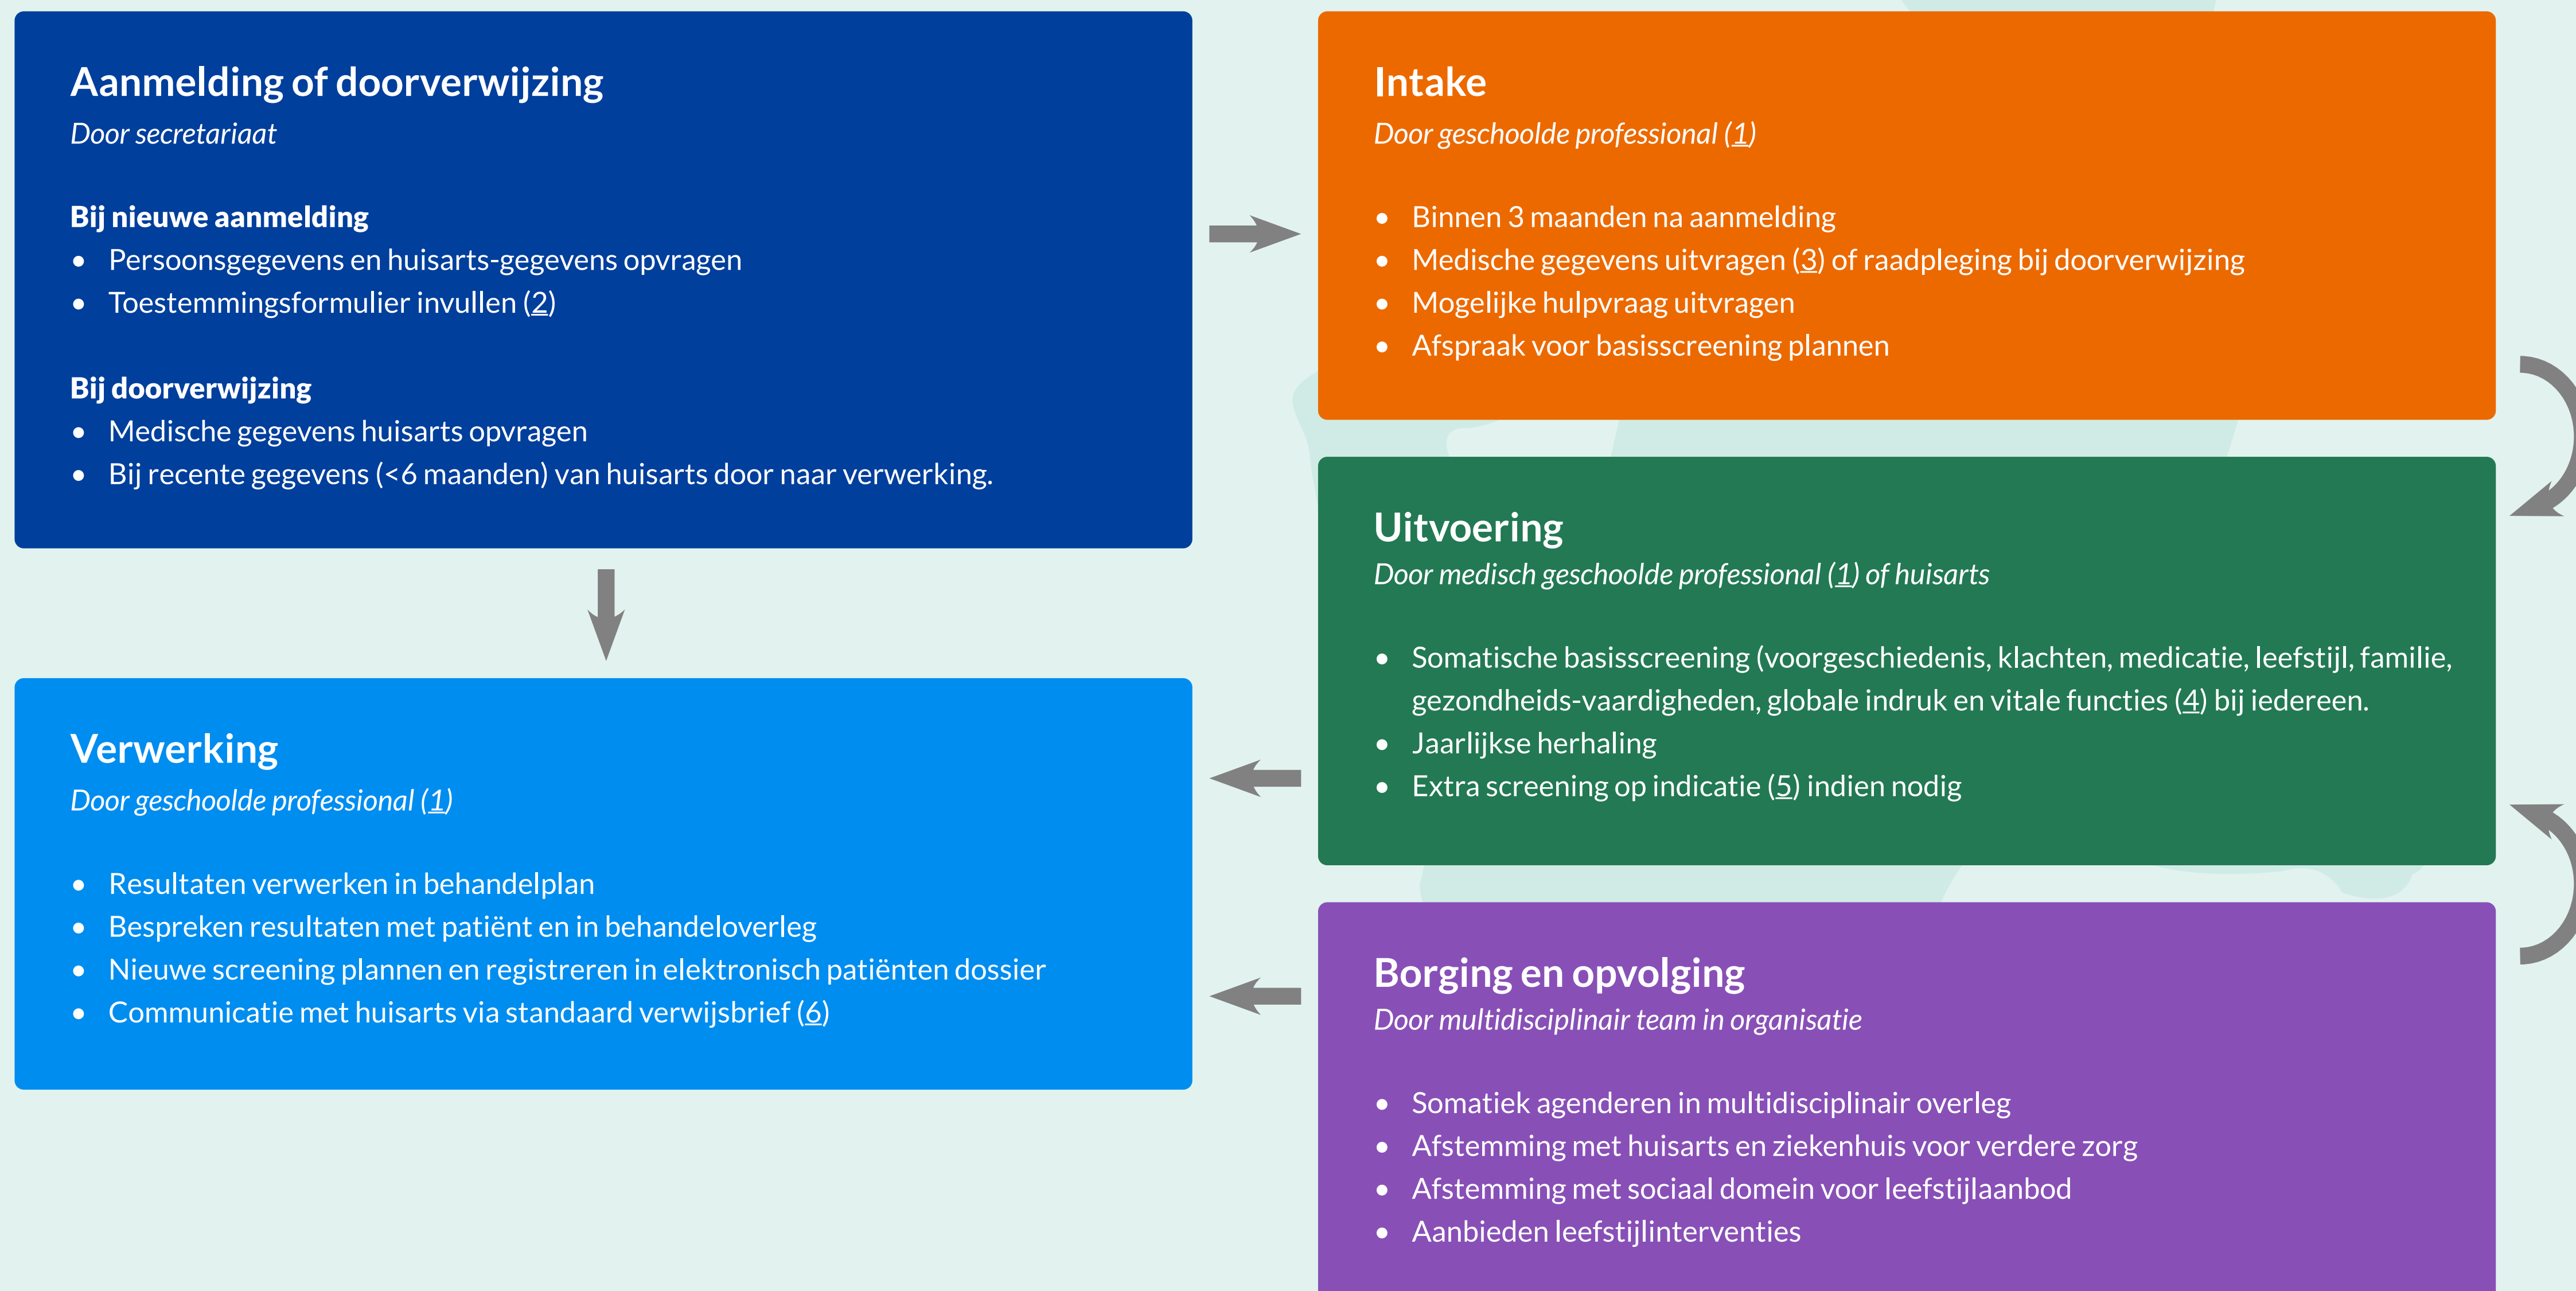 Aanmelding of doorverwijzing
Door secretariaat
Bij nieuwe aanmelding
• Persoonsgegevens en huisarts-gegevens opvragen
• Toestemmingsformulier invullen (2)
Bij doorverwijzing
• Medische gegevens huisarts opvragen
• Bij recente gegevens (<6 maanden) van huisarts door naar verwerking.
Intake
Door geschoolde professional (1)
• Binnen 3 maanden na aanmelding
• Medische gegevens uitvragen (3) of raadpleging bij doorverwijzing
• Mogelijke hulpvraag uitvragen
• Afspraak voor basisscreening plannen
Uitvoering
Door medisch geschoolde professional (1) of huisarts
• Somatische basisscreening (voorgeschiedenis, klachten, medicatie, leefstijl, familie,
gezondheids-vaardigheden, globale indruk en vitale functies (4) bij iedereen.
• Jaarlijkse herhaling
• Extra screening op indicatie (5) indien nodig
Verwerking
Door geschoolde professional (1)
• Resultaten verwerken in behandelplan
• Bespreken resultaten met patiënt en in behandeloverleg
• Nieuwe screening plannen en registreren in elektronisch patiënten dossier
• Communicatie met huisarts via standaard verwijsbrief (6)
Borging en opvolging
Door multidisciplinair team in organisatie
• Somatiek agenderen in multidisciplinair overleg
• Afstemming met huisarts en ziekenhuis voor verdere zorg
• Afstemming met sociaal domein voor leefstijlaanbod
• Aanbieden leefstijlinterventies